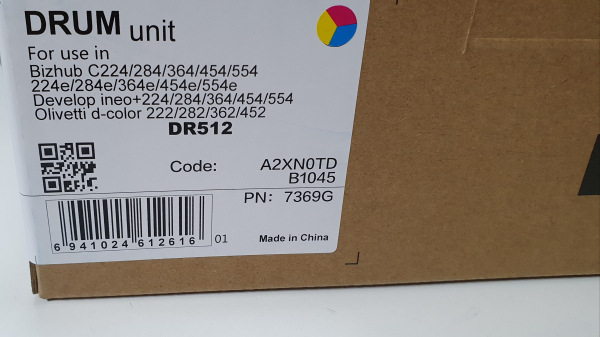 DRUM unit
For use in
Bizhub C224/284/364/454/554
224e/284e/364e/454e/554e
Develop ineo+224/284/364/454/554
Olivetti d-color 222/282/362/452
DR512
Code: A2XN0TD
B1045
PN: 7369G
6 941024 612616 01
Made in China